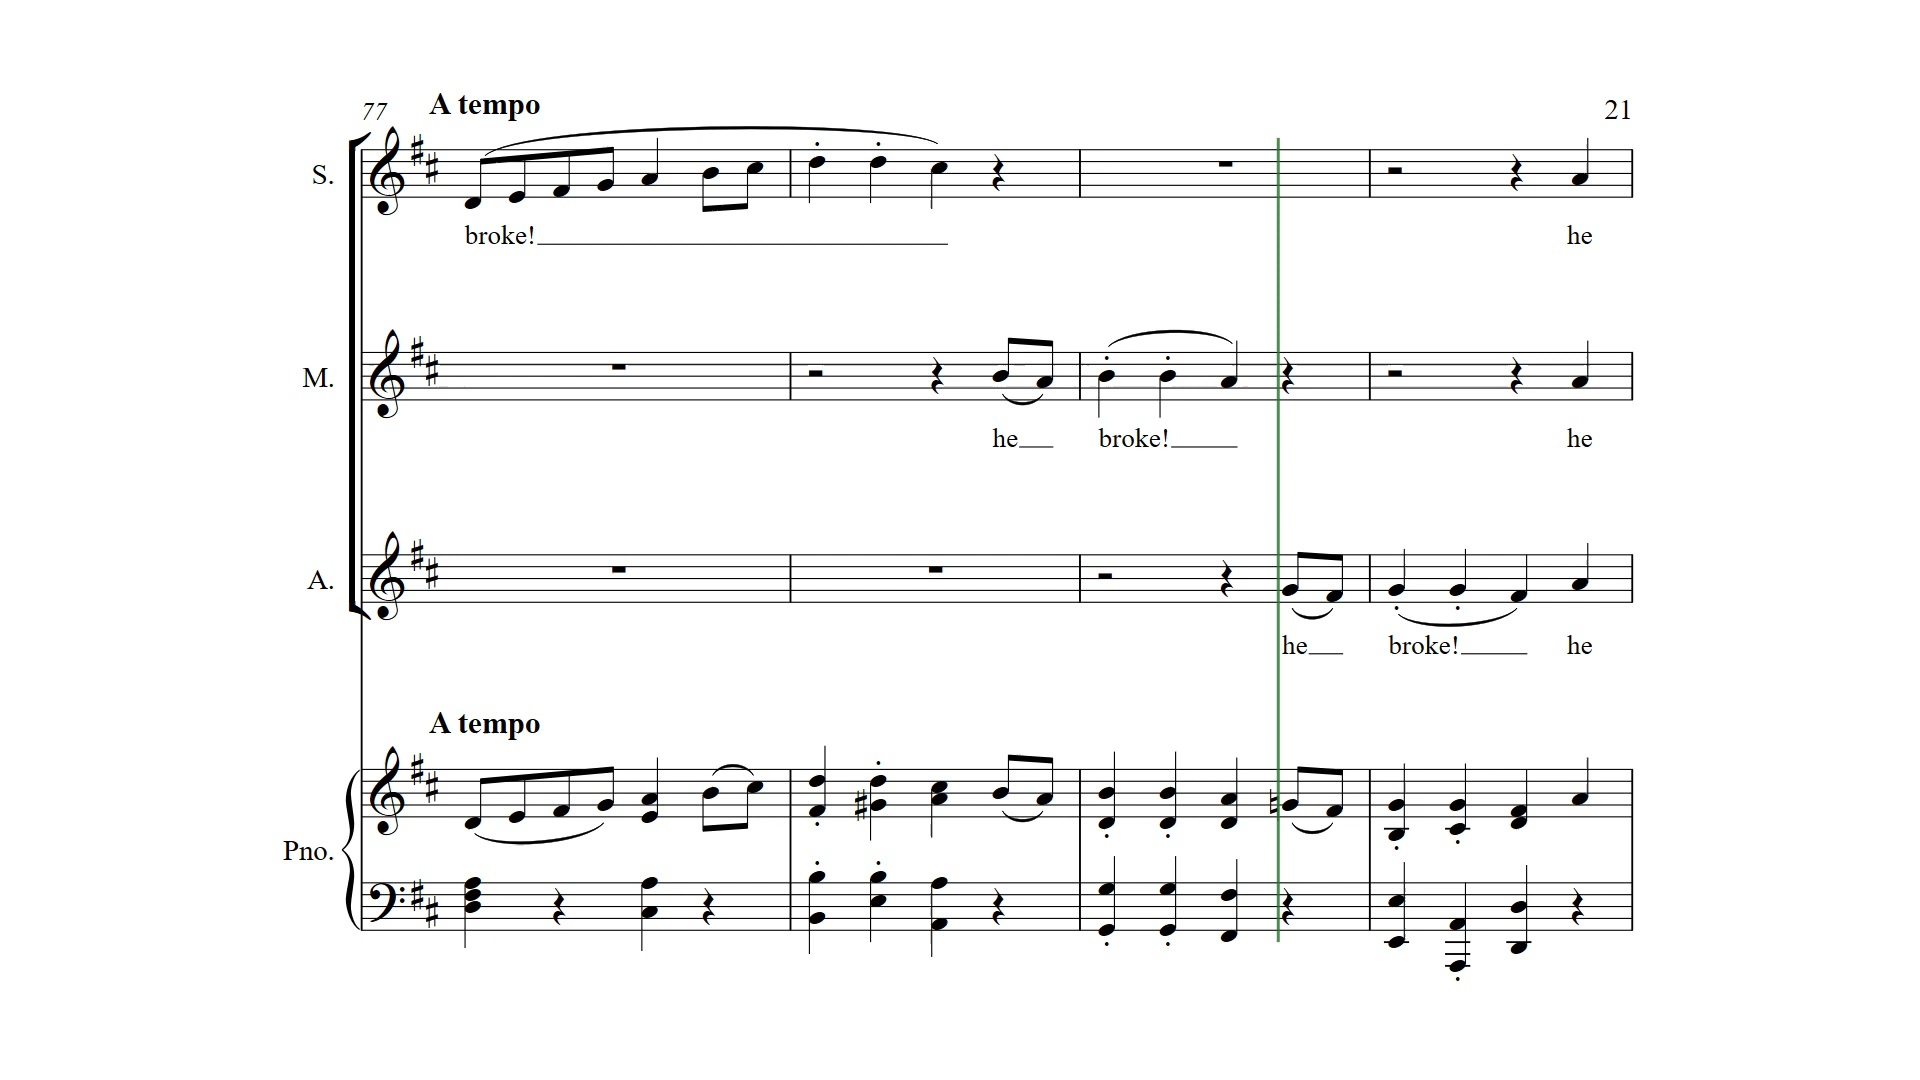 77 A tempo 21
S.
broke!
he
M.
he broke! he
A.
he broke! he
A tempo
Pno.